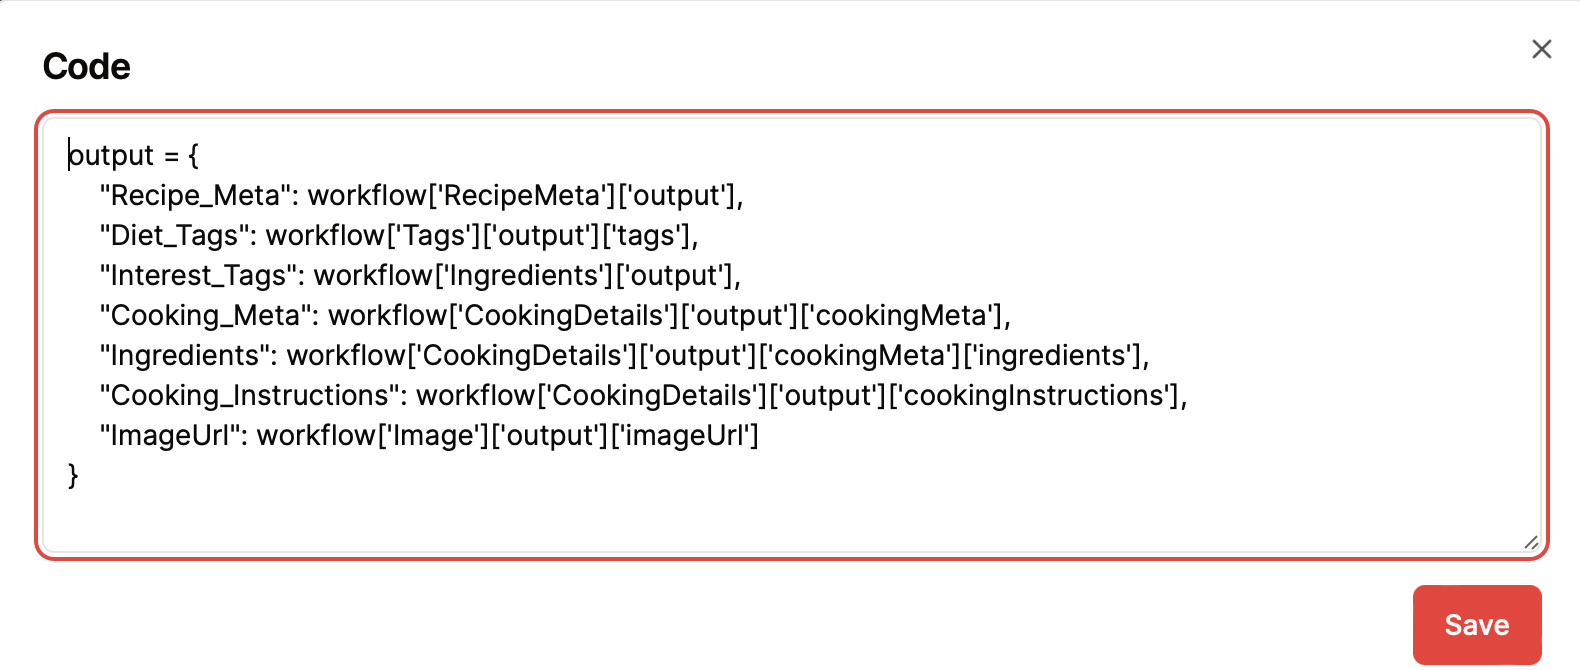 Code
output = {
    "Recipe_Meta": workflow['RecipeMeta']['output'],
    "Diet_Tags": workflow['Tags']['output']['tags'],
    "Interest_Tags": workflow['Ingredients']['output'],
    "Cooking_Meta": workflow['CookingDetails']['output']['cookingMeta'],
    "Ingredients": workflow['CookingDetails']['output']['cookingMeta']['ingredients'],
    "Cooking_Instructions": workflow['CookingDetails']['output']['cookingInstructions'],
    "ImageUrl": workflow['Image']['output']['imageUrl']
}
Save